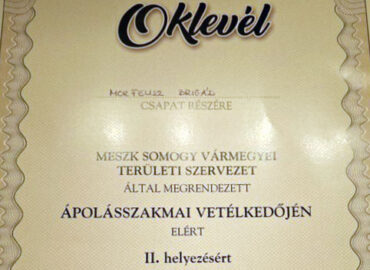 Oklevél
MORFEUSZ BRIGÁD
CSAPAT RÉSZÉRE
MESZK SOMOGY VÁRMEGYEI
TERÜLETI SZERVEZET
ÁLTAL MEGRENDEZETT
ÁPOLÁSSZAKMAI VETÉLKEDŐJÉN
ELÉRT
II. helyezésért